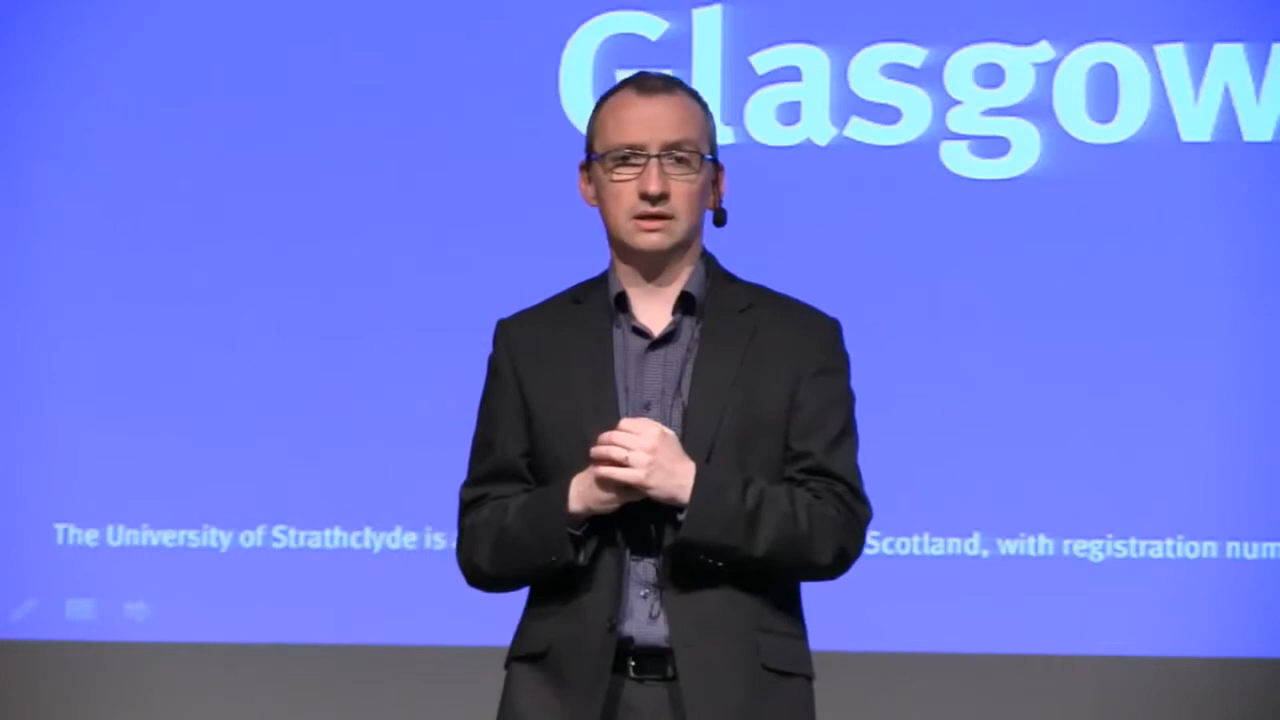 Glasgow
The University of Strathclyde is Scotland, with registration num